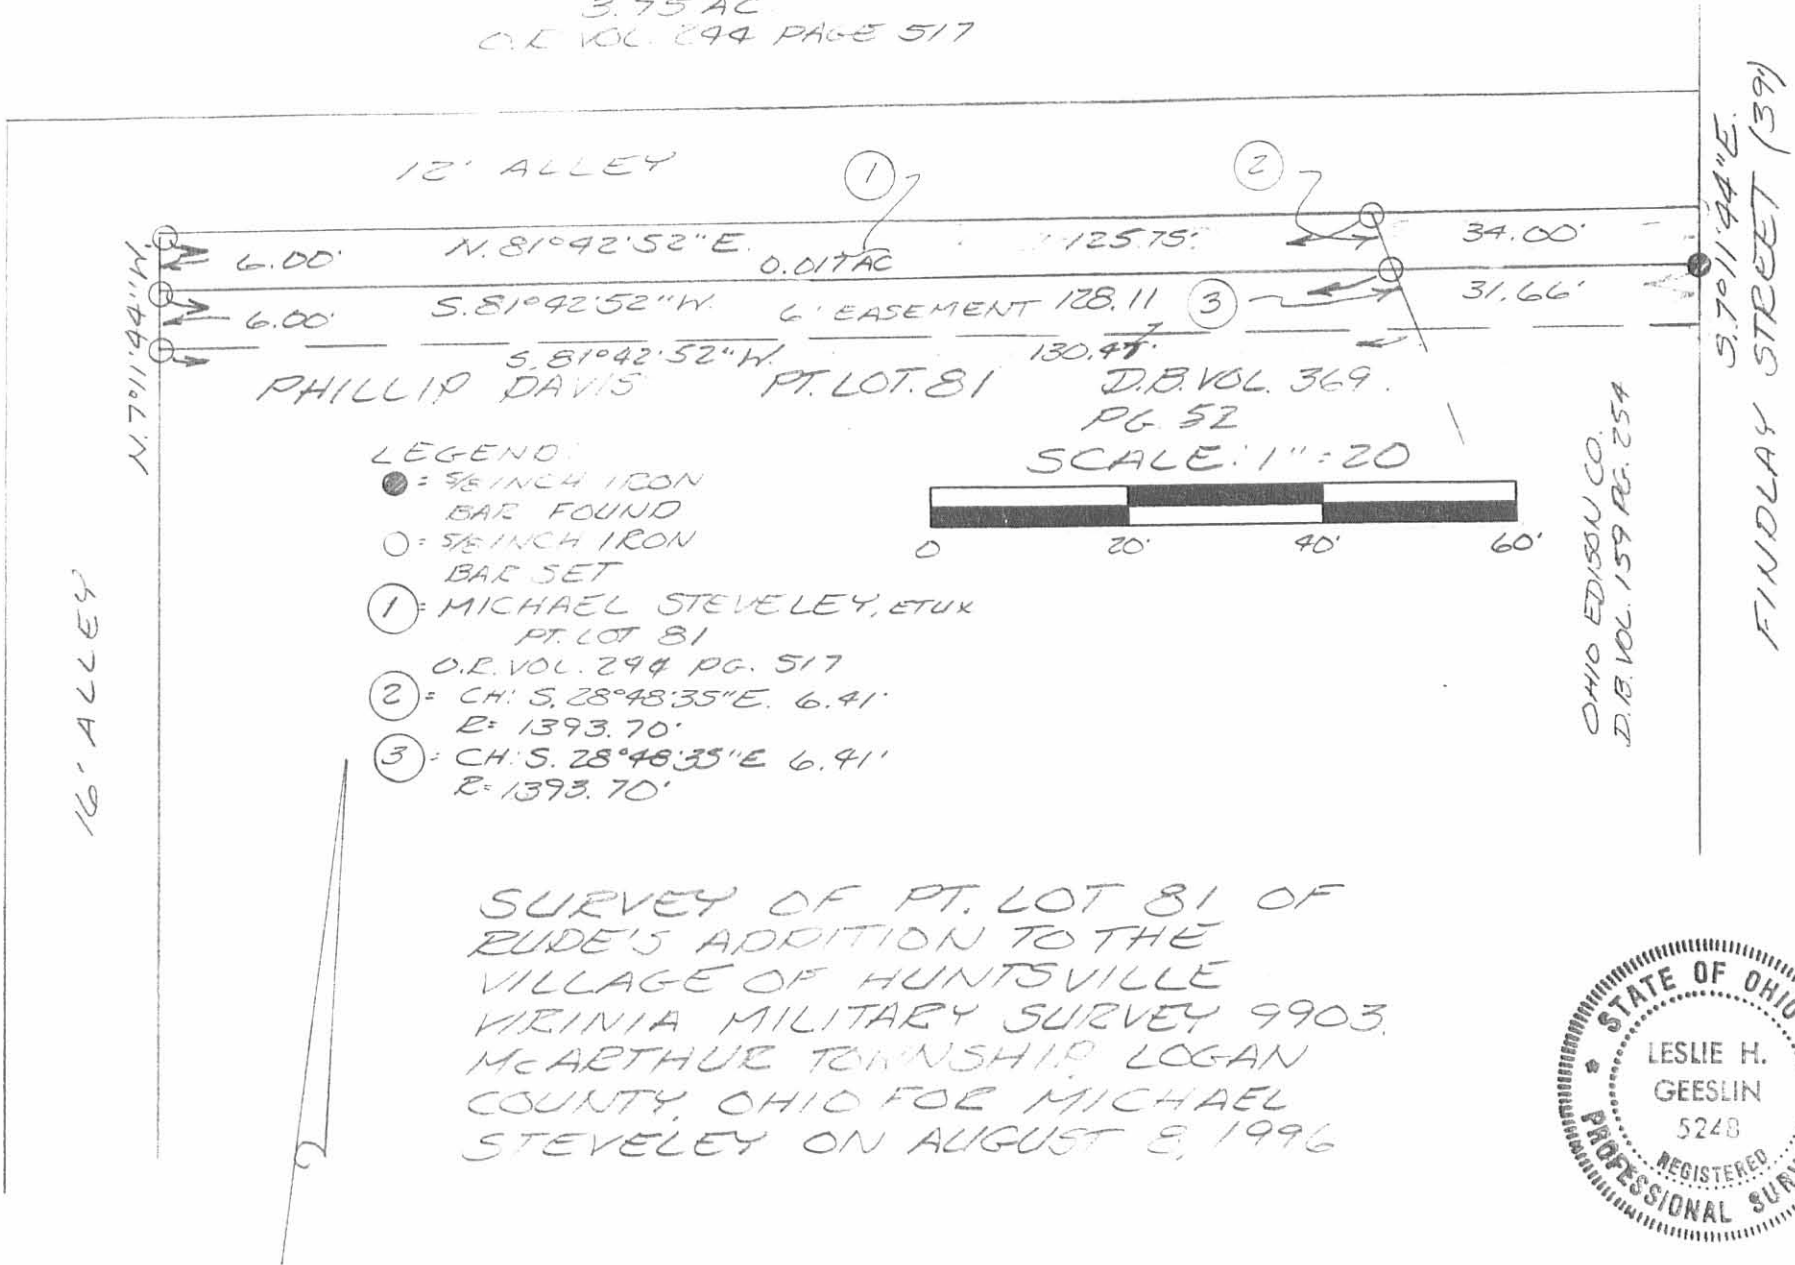 3.75 AC
O.R. VOL. 294 PAGE 517
12' ALLEY
1
2
N. 81°42'52" E.
125.75'
34.00'
6.00'
0.017 AC
S. 81°42'52" W.
6' EASEMENT
128.11
3
31.66'
6.00'
S. 81°42'52" W.
PHILLIP DAVIS
PT. LOT. 81
D.B. VOL. 369.
PG. 52
N. 7°11'44" W.
S. 7°11'44" E.
FINDLAY STREET (39')
OHIO EDISON CO.
D.B. VOL. 159 PG. 254
16' ALLEY
SCALE: 1" = 20
0 20' 40' 60'
LEGEND:
= 5/8 INCH IRON
BAR FOUND
= 5/8 INCH IRON
BAR SET
1 = MICHAEL STEVELEY, ETUX
PT. LOT 81
O.R. VOL. 294 PG. 517
2 = CH: S. 28°48'35" E. 6.41'
R= 1393.70'
3 = CH: S. 28°48'35" E 6.41'
R= 1393.70'
SURVEY OF PT. LOT 81 OF
RUDE'S ADDITION TO THE
VILLAGE OF HUNTSVILLE
VIRINIA MILITARY SURVEY 9903,
McARTHUR TOWNSHIP, LOGAN
COUNTY, OHIO FOR MICHAEL
STEVELEY ON AUGUST 8, 1996
STATE OF OHIO
LESLIE H.
GEESLIN
5248
REGISTERED
PROFESSIONAL